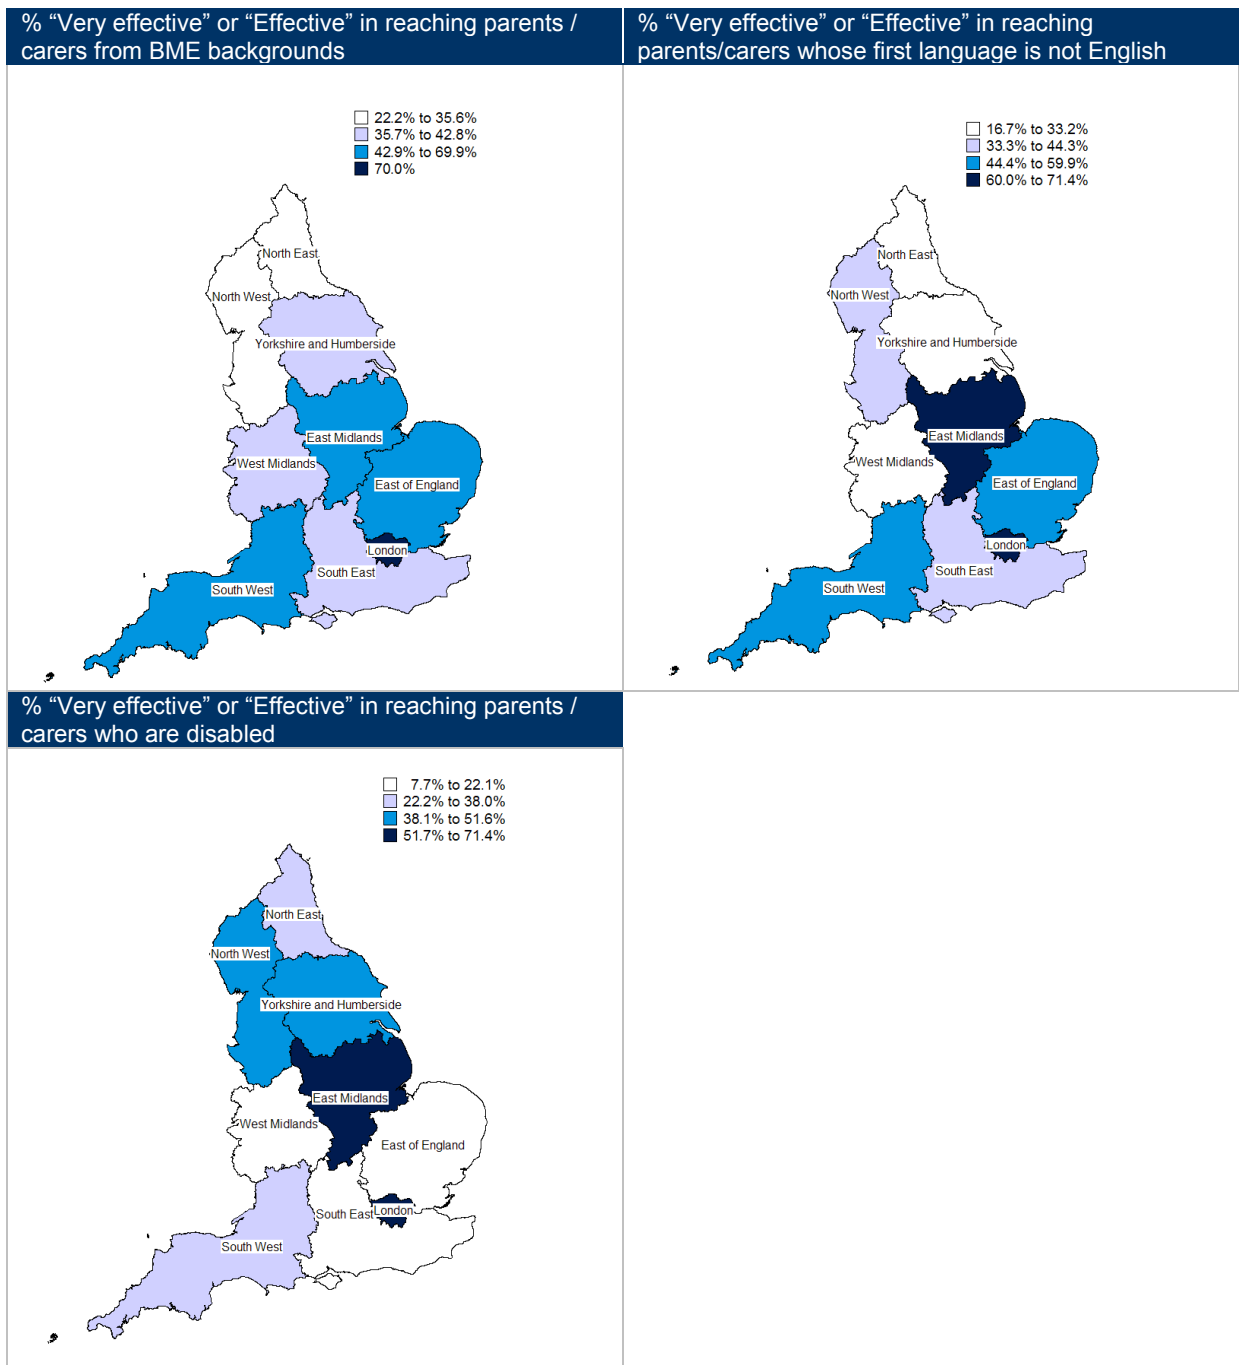 % “Very effective” or “Effective” in reaching parents /
carers from BME backgrounds
22.2% to 35.6%
35.7% to 42.8%
42.9% to 69.9%
70.0%
North East
North West
Yorkshire and Humberside
East Midlands
West Midlands
East of England
London
South East
South West
% “Very effective” or “Effective” in reaching
parents/carers whose first language is not English
16.7% to 33.2%
33.3% to 44.3%
44.4% to 59.9%
60.0% to 71.4%
North East
North West
Yorkshire and Humberside
East Midlands
West Midlands
East of England
London
South East
South West
% “Very effective” or “Effective” in reaching parents /
carers who are disabled
7.7% to 22.1%
22.2% to 38.0%
38.1% to 51.6%
51.7% to 71.4%
North East
North West
Yorkshire and Humberside
East Midlands
West Midlands
East of England
South East
London
South West